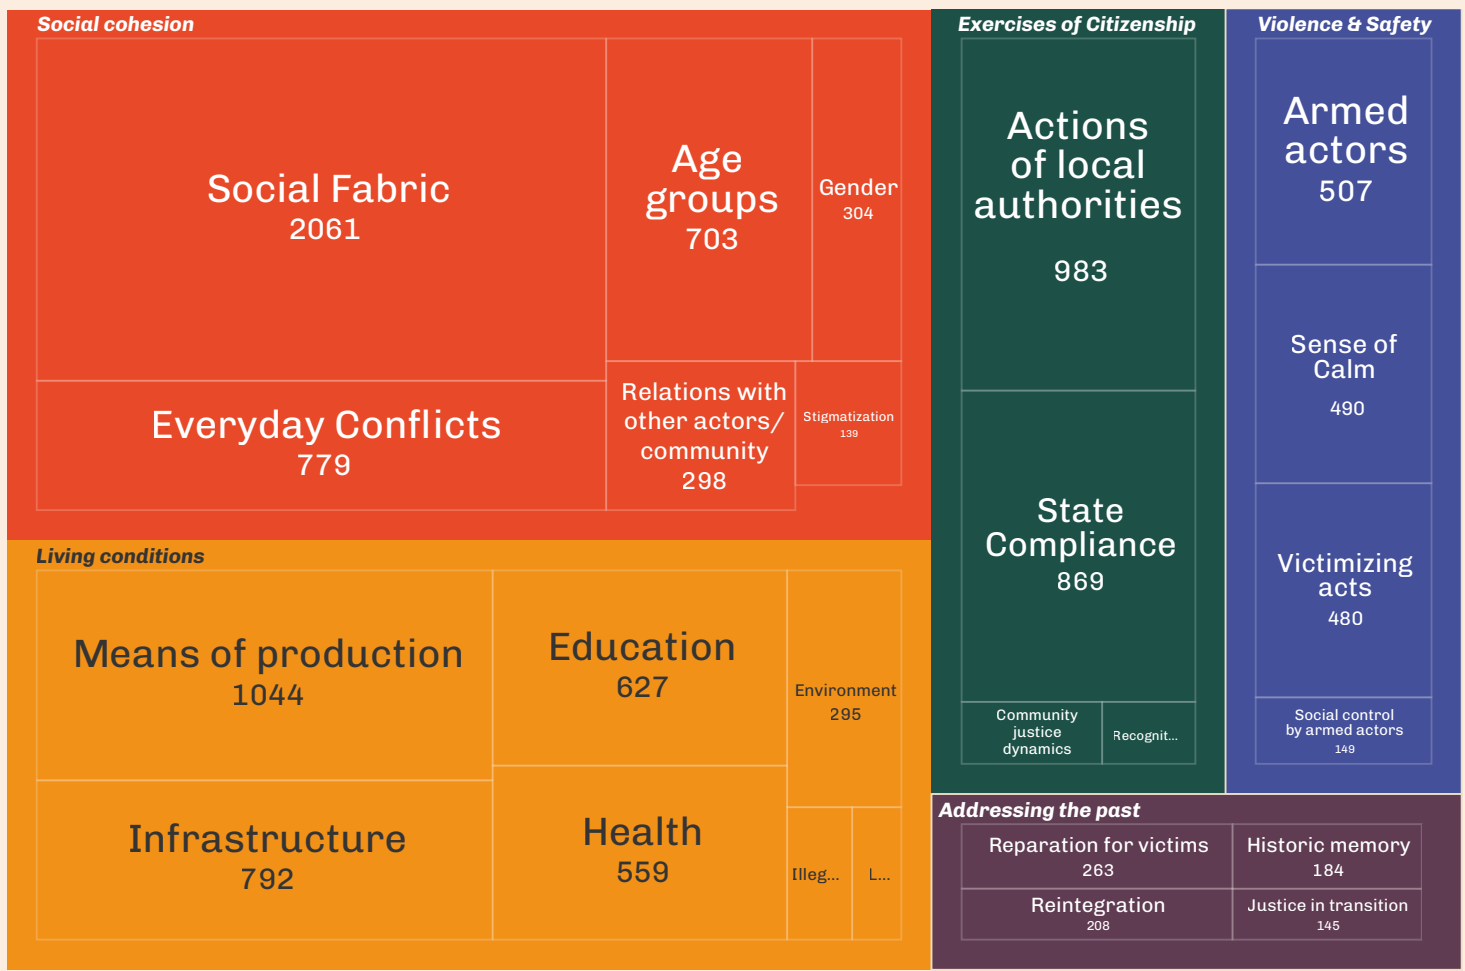 Social cohesion
Social Fabric
2061
Age
groups
703
Gender
304
Everyday Conflicts
779
Relations with
other actors/
community
298
Stigmatization
139
Living conditions
Means of production
1044
Education
627
Environment
295
Infrastructure
792
Health
559
Illeg...
L...
Exercises of Citizenship
Actions
of local
authorities
983
State
Compliance
869
Community
justice
dynamics
Recognit...
Violence & Safety
Armed
actors
507
Sense of
Calm
490
Victimizing
acts
480
Social control
by armed actors
149
Addressing the past
Reparation for victims
263
Historic memory
184
Reintegration
208
Justice in transition
145